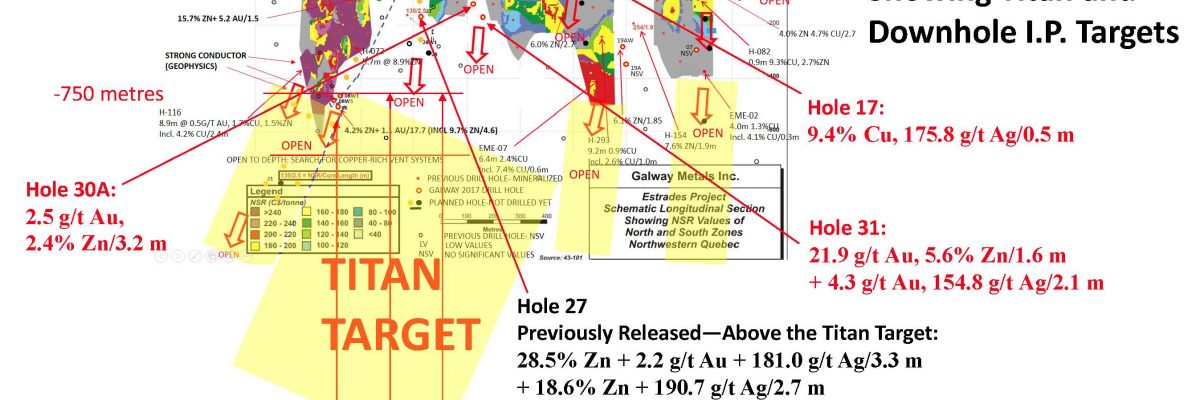 Showing Titan and
Downhole I.P. Targets
15.7% ZN+ 5.2 AU/1.5
STRONG CONDUCTOR
(GEOPHYSICS)
H-072
-750 metres
H-116
8.9m @ 0.5G/T AU, 1.7%CU, 1.5%ZN
Incl. 4.2% CU/2.4m
OPEN
OPEN
OPEN
OPEN
6.0% ZN/2.7
4.0% ZN 4.7% CU/2.7
19AW
19A
NSV
07
NSV
H-082
0.9m 9.3%CU, 2.7%ZN
OPEN
4.2% ZN+ 1.. AU/17.7 (INCL 9.7% ZN/4.6)
OPEN TO DEPTH: SEARCH FOR COPPER-RICH VENT SYSTEMS
EME-07
6.4m 2.4%CU
Incl. 7.4% CU/0.6m
6.1% ZN/1.85
H-293
9.2m 0.9%CU
Incl. 2.6% CU/1.0m
OPEN
H-154
7.6% ZN/1.9m
OPEN
EME-02
4.0m 1.3%CU
Incl. 4.1% CU/0.3m
Hole 17:
9.4% Cu, 175.8 g/t Ag/0.5 m
Hole 30A:
2.5 g/t Au,
2.4% Zn/3.2 m
130/2.5 = NSR/Core Length (m)
Legend
NSR (C$/tonne)
>240 160 - 180 80 - 100
220 - 240 140 - 160 40 - 80
200 - 220 120 - 140 <40
180 - 200 100 - 120
PREVIOUS DRILL HOLE- MINERALIZED
GALWAY 2017 DRILL HOLE
PLANNED HOLE-NOT DRILLED YET
0 100 200 300 400
Metres
PREVIOUS DRILL HOLE- NSV
LV LOW VALUES
NSV NO SIGNIFICANT VALUES
Source: 43-101
Galway Metals Inc.
Estrades Project
Schematic Longitudinal Section
Showing NSR Values of
North and South Zones
Northwestern Quebec
Hole 31:
21.9 g/t Au, 5.6% Zn/1.6 m
+ 4.3 g/t Au, 154.8 g/t Ag/2.1 m
TITAN
TARGET
Hole 27
Previously Released—Above the Titan Target:
28.5% Zn + 2.2 g/t Au + 181.0 g/t Ag/3.3 m
+ 18.6% Zn + 190.7 g/t Ag/2.7 m